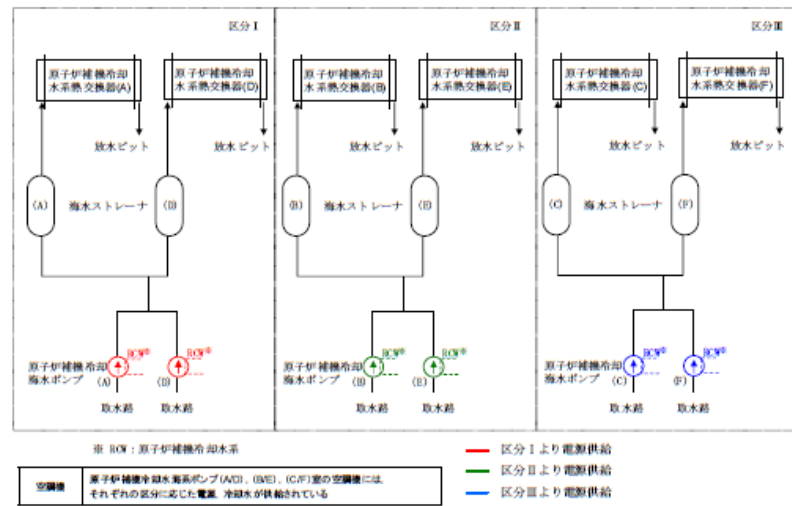 区分Ⅰ
原子炉補機冷却
水系熱交換器(A)
原子炉補機冷却
水系熱交換器(D)
放水ピット
放水ピット
(A)
海水ストレーナ
(D)
RCW※
RCW※
原子炉補機冷却
海水ポンプ
(A)
(D)
取水路
取水路
区分Ⅱ
原子炉補機冷却
水系熱交換器(B)
原子炉補機冷却
水系熱交換器(E)
放水ピット
放水ピット
(B)
海水ストレーナ
(E)
RCW※
RCW※
原子炉補機冷却
海水ポンプ
(B)
(E)
取水路
取水路
区分Ⅲ
原子炉補機冷却
水系熱交換器(C)
原子炉補機冷却
水系熱交換器(F)
放水ピット
放水ピット
(C)
海水ストレーナ
(F)
RCW※
RCW※
原子炉補機冷却
海水ポンプ
(C)
(F)
取水路
取水路
※ RCW：原子炉補機冷却水系
区分Ⅰより電源供給
区分Ⅱより電源供給
区分Ⅲより電源供給
空調機
原子炉補機冷却水海系ポンプ(A/D)，(B/E)，(C/F)室の空調機には，
それぞれの区分に応じた電源，冷却水が供給されている